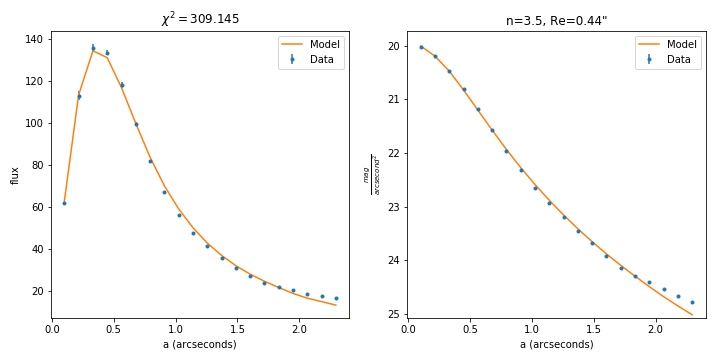 χ² = 309.145
Model
Data
140
120
100
80
60
40
20
flux
0.0
0.5
1.0
1.5
2.0
a (arcseconds)
n=3.5, Re=0.44"
Model
Data
20
21
22
23
24
25
mag
arcsecond²
0.0
0.5
1.0
1.5
2.0
a (arcseconds)